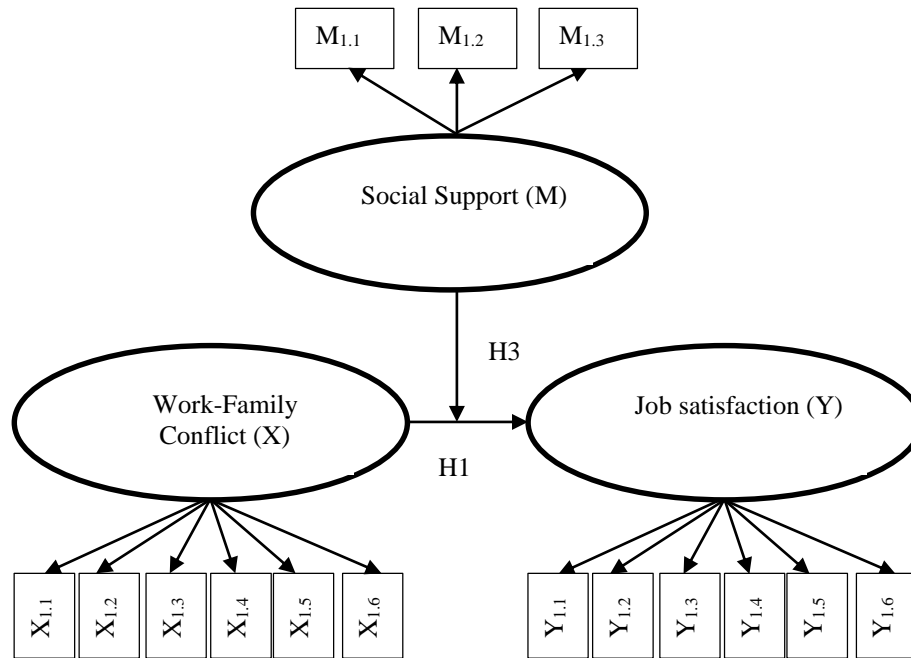 M1.1 M1.2 M1.3
Social Support (M)
H3
Work-Family
Conflict (X)
Job satisfaction (Y)
H1
X1.1 X1.2 X1.3 X1.4 X1.5 X1.6
Y1.1 Y1.2 Y1.3 Y1.4 Y1.5 Y1.6